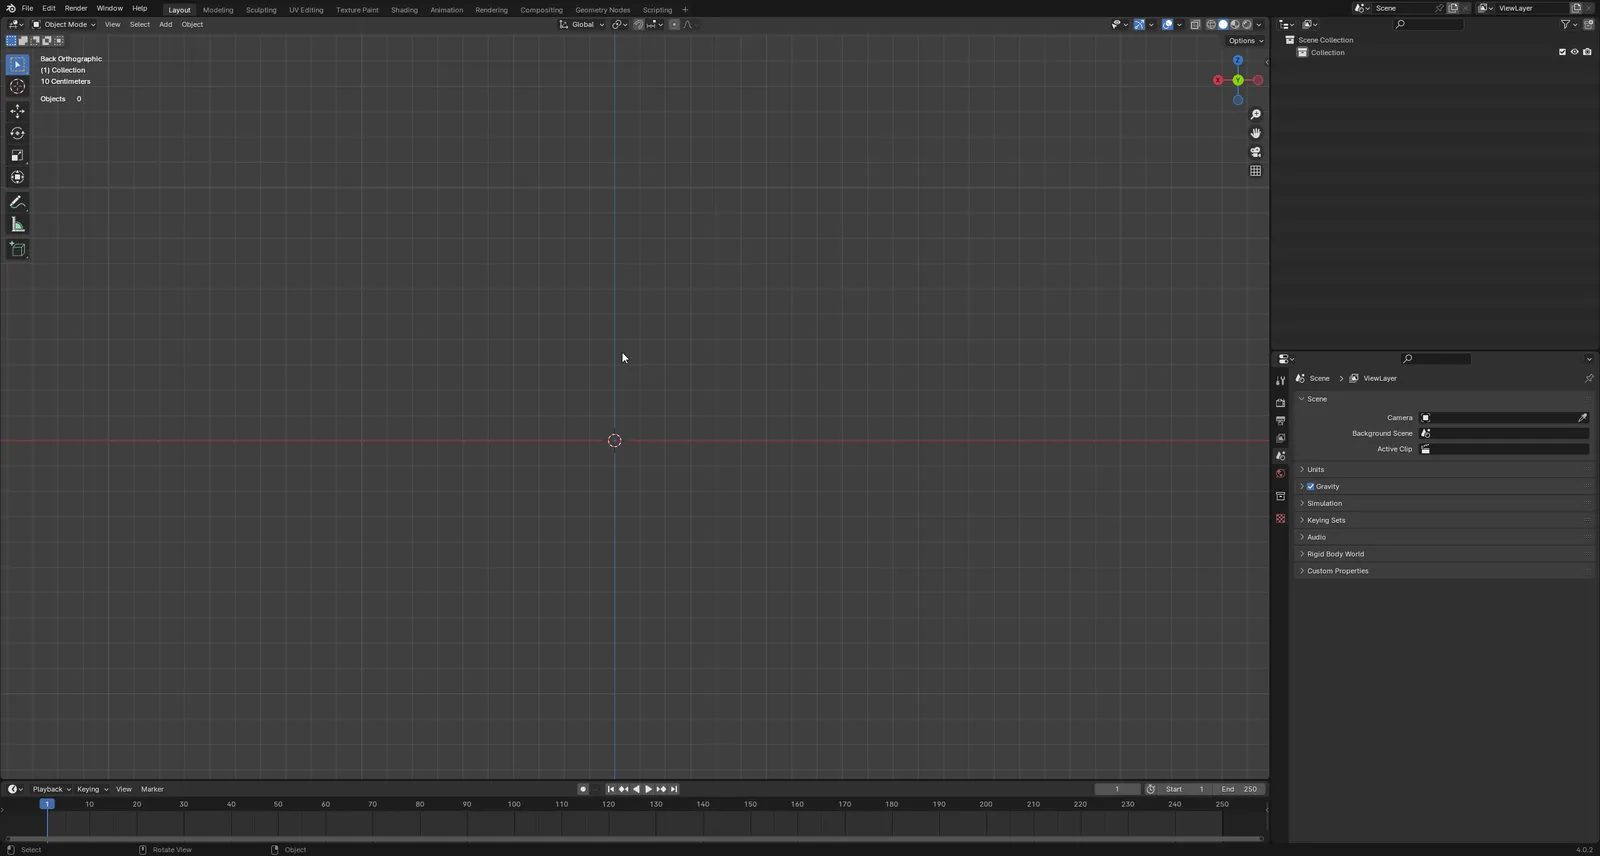 File Edit Render Window Help Layout Modeling Sculpting UV Editing Texture Paint Shading Animation Rendering Compositing Geometry Nodes Scripting + Scene ViewLayer
Object Mode View Select Add Object Global
Options
Back Orthographic
(1) Collection
10 Centimeters
Objects 0
Z
X Y
Scene Collection
Collection
Scene > ViewLayer
Scene
Camera
Background Scene
Active Clip
Units
Gravity
Simulation
Keying Sets
Audio
Rigid Body World
Custom Properties
Playback Keying View Marker 1 Start 1 End 250
1 10 20 30 40 50 60 70 80 90 100 110 120 130 140 150 160 170 180 190 200 210 220 230 240 250
Select Rotate View Object 4.0.2